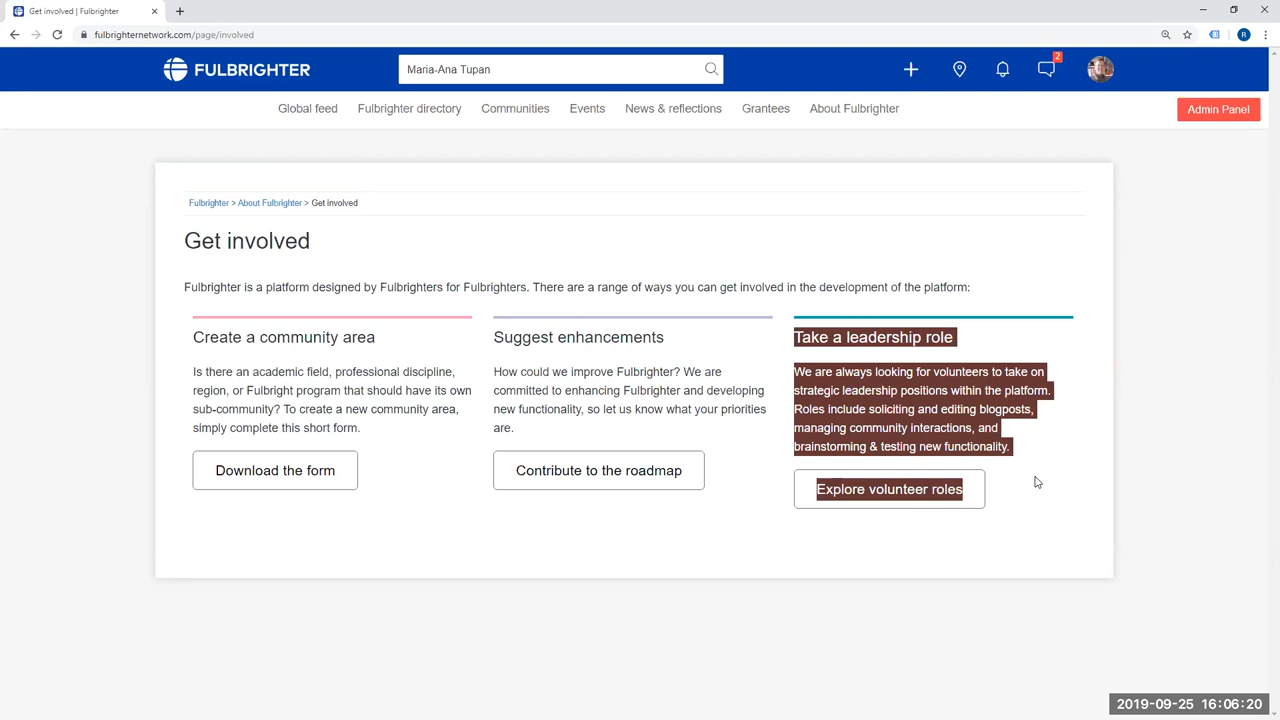 Get involved | Fulbrighter
fulbrighternetwork.com/page/involved
R
FULBRIGHTER
Maria-Ana Tupan
2
Global feed
Fulbrighter directory
Communities
Events
News & reflections
Grantees
About Fulbrighter
Admin Panel
Fulbrighter > About Fulbrighter > Get involved
Get involved
Fulbrighter is a platform designed by Fulbrighters for Fulbrighters. There are a range of ways you can get involved in the development of the platform:
Create a community area
Is there an academic field, professional discipline,
region, or Fulbright program that should have its own
sub-community? To create a new community area,
simply complete this short form.
Download the form
Suggest enhancements
How could we improve Fulbrighter? We are
committed to enhancing Fulbrighter and developing
new functionality, so let us know what your priorities
are.
Contribute to the roadmap
Take a leadership role
We are always looking for volunteers to take on
strategic leadership positions within the platform.
Roles include soliciting and editing blogposts,
managing community interactions, and
brainstorming & testing new functionality.
Explore volunteer roles
2019-09-25 16:06:20